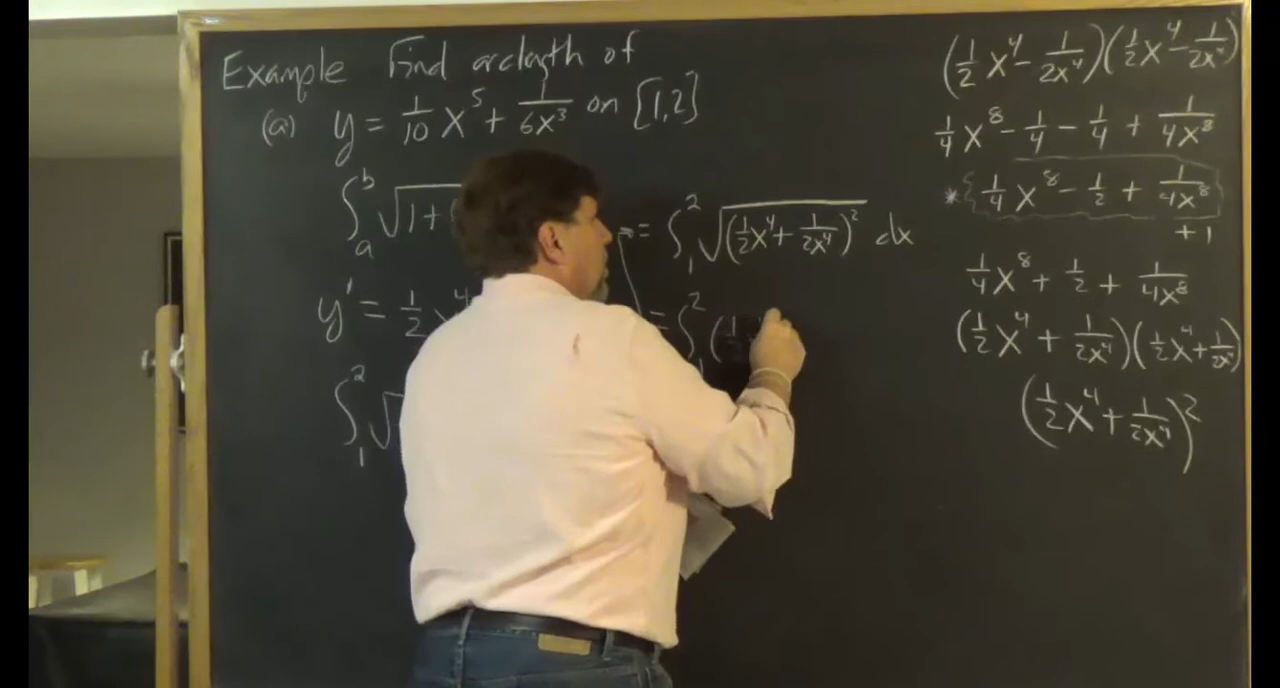 Example Find arclength of
(a) y = 1/10 x^5 + 1/6x^3 on [1,2]
∫_a^b √1+
y' = 1/2 x^4
∫_1^2 √
= ∫_1^2 √(1/2 x^4 + 1/2x^4)^2 dx
= ∫_1^2 (1/2 x^4
(1/2 x^4 - 1/2x^4)(1/2 x^4 - 1/2x^4)
1/4 x^8 - 1/4 - 1/4 + 1/4x^8
* { 1/4 x^8 - 1/2 + 1/4x^8
+1
1/4 x^8 + 1/2 + 1/4x^8
(1/2 x^4 + 1/2x^4)(1/2 x^4 + 1/2x^4)
(1/2 x^4 + 1/2x^4)^2